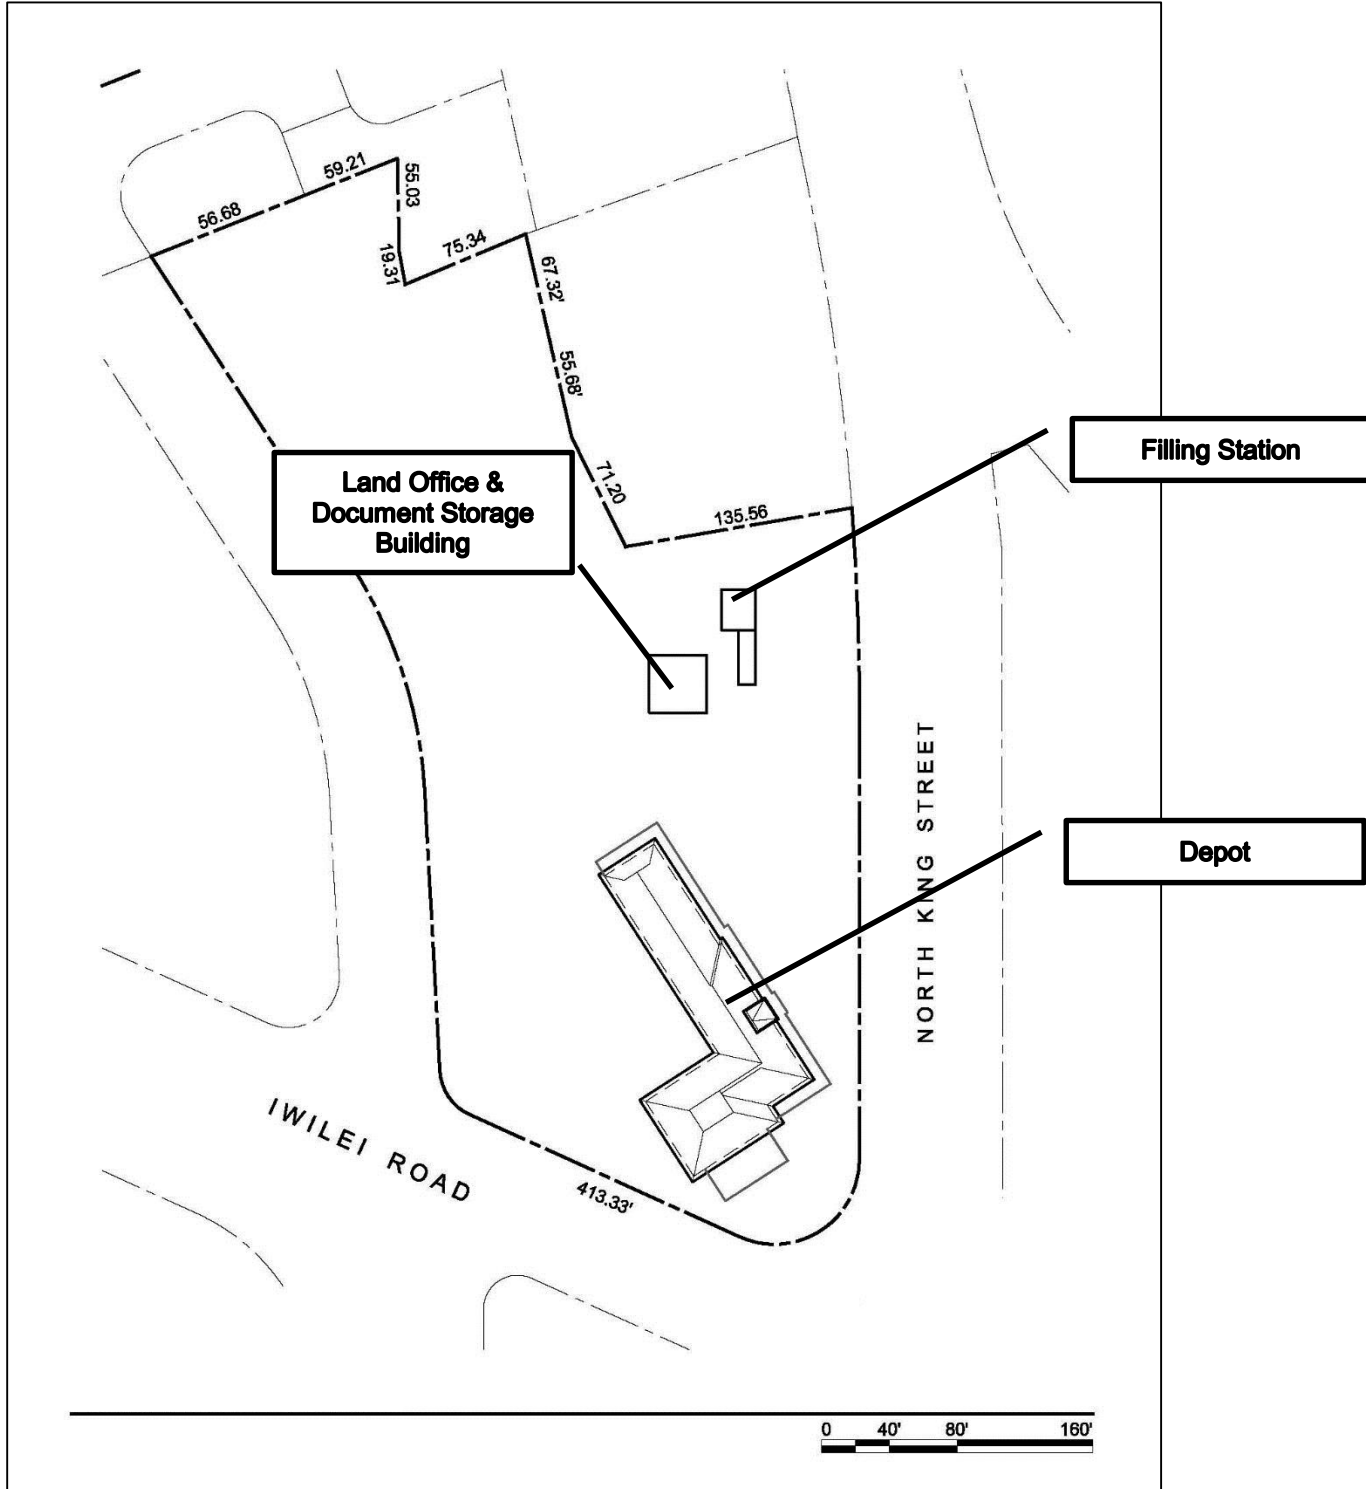 59.21
55.03
56.68
19.31
75.34
67.32'
55.68'
Filling Station
Land Office &
Document Storage
Building
71.20
135.56
NORTH KING STREET
Depot
IWILEI ROAD
413.33'
0 40' 80' 160'